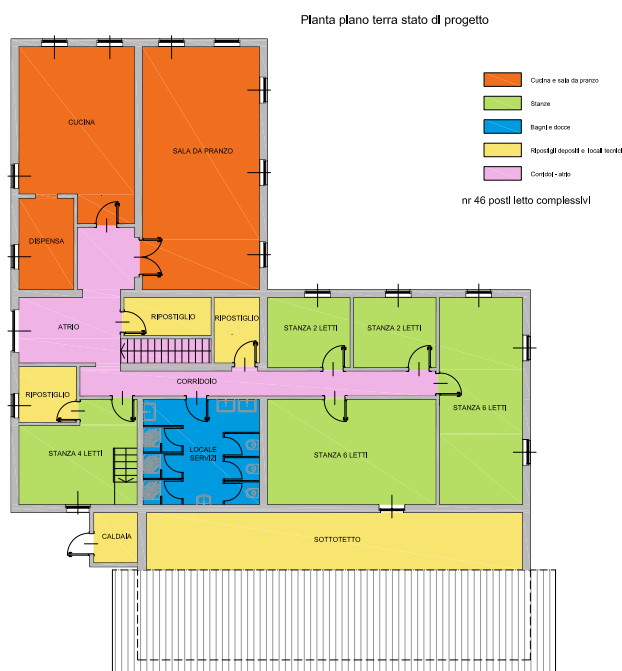 Planta plano terra stato di progetto
Cucina e sala da pranzo
Stanze
Bagni e docce
Ripostigli depositi e locali tecnici
Corridoi - atrio
nr 46 posti letto complessivi
CUCINA
SALA DA PRANZO
DISPENSA
ATRIO
RIPOSTIGLIO
RIPOSTIGLIO
STANZA 2 LETTI
STANZA 2 LETTI
CORRIDOIO
RIPOSTIGLIO
STANZA 6 LETTI
STANZA 4 LETTI
LOCALE
SERVIZI
STANZA 6 LETTI
CALDAIA
SOTTOTETTO